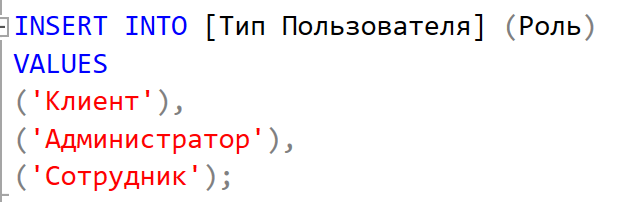 INSERT INTO [Тип Пользователя] (Роль)
VALUES
('Клиент'),
('Администратор'),
('Сотрудник');